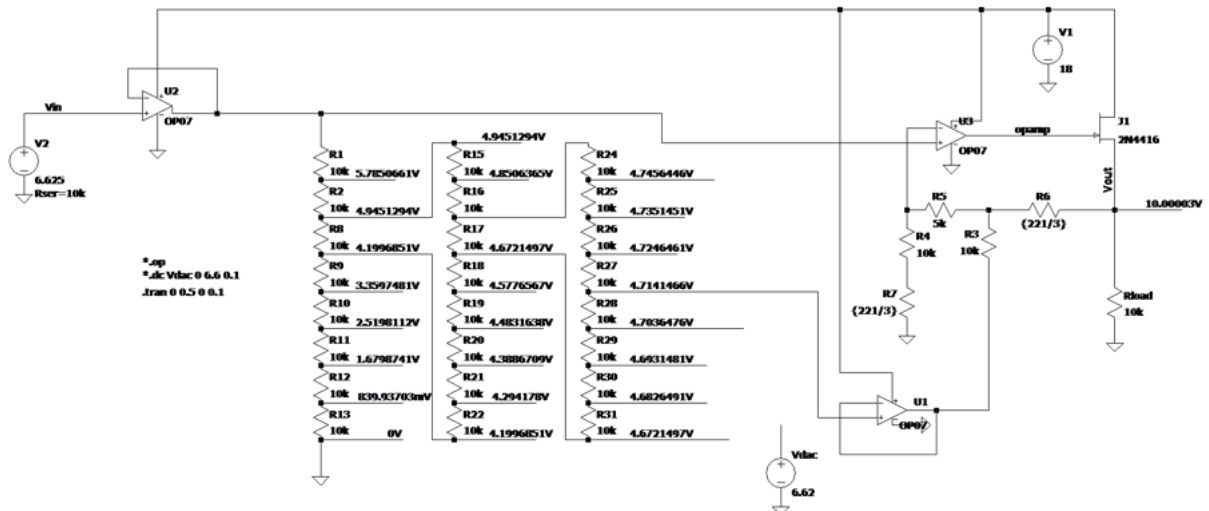 V1
18
U2
OP07
Vin
V2
6.625
Rser=10k
*.op
*.dc Vdac 0 6.6 0.1
.tran 0 0.5 0 0.1
R1
10k
5.7850661V
R2
10k
4.9451294V
R8
10k
4.1996851V
R9
10k
3.3597481V
R10
10k
2.5198112V
R11
10k
1.6798741V
R12
10k
839.93703mV
R13
10k
0V
4.9451294V
R15
10k
4.8506365V
R16
10k
R17
10k
4.6721497V
R18
10k
4.5776567V
R19
10k
4.4831638V
R20
10k
4.3886709V
R21
10k
4.294178V
R22
10k
4.1996851V
R24
10k
4.7456446V
R25
10k
4.7351451V
R26
10k
4.7246461V
R27
10k
4.7141466V
R28
10k
4.7036476V
R29
10k
4.6931481V
R30
10k
4.6826491V
R31
10k
4.6721497V
U3
OP07
opamp
J1
2N4416
Vout
10.00003V
R5
5k
R6
{221/3}
R4
10k
R3
10k
R7
{221/3}
Rload
10k
U1
OP07
Vdac
6.62